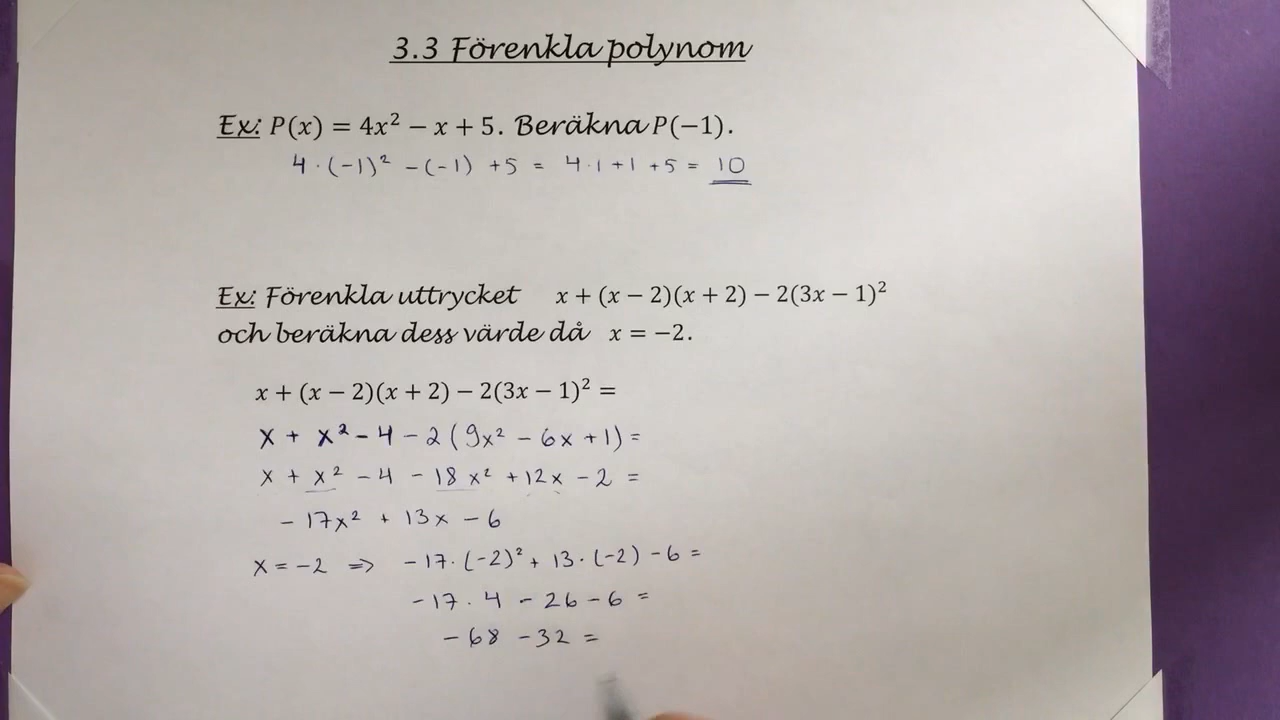 3.3 Förenkla polynom
Ex: P(x) = 4x² − x + 5. Beräkna P(−1).
4 · (−1)² − (−1) + 5 = 4·1 + 1 + 5 = 10
Ex: Förenkla uttrycket x + (x − 2)(x + 2) − 2(3x − 1)²
och beräkna dess värde då x = −2.
x + (x − 2)(x + 2) − 2(3x − 1)² =
x + x² − 4 − 2(9x² − 6x + 1) =
x + x² − 4 − 18x² + 12x − 2 =
− 17x² + 13x − 6
x = −2 ⇒ −17·(−2)² + 13·(−2) − 6 =
−17 · 4 − 26 − 6 =
− 68 − 32 =